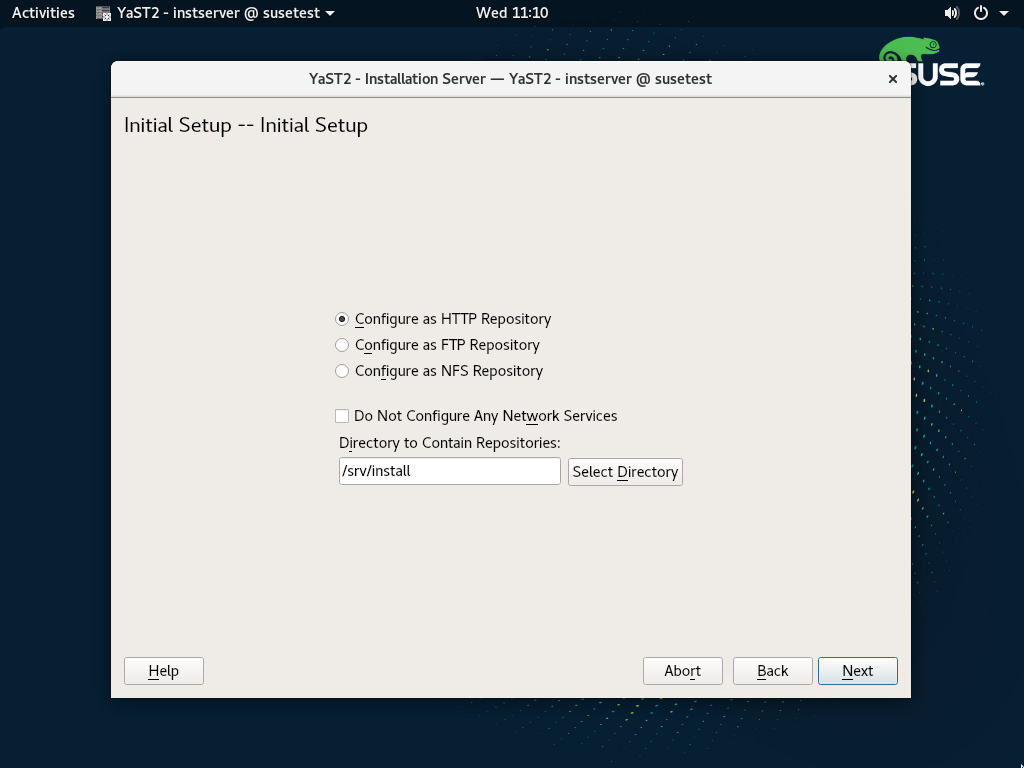 Activities
YaST2 - instserver @ susetest
Wed 11:10
SUSE
YaST2 - Installation Server — YaST2 - instserver @ susetest
Initial Setup -- Initial Setup
Configure as HTTP Repository
Configure as FTP Repository
Configure as NFS Repository
Do Not Configure Any Network Services
Directory to Contain Repositories:
/srv/install
Select Directory
Help
Abort
Back
Next